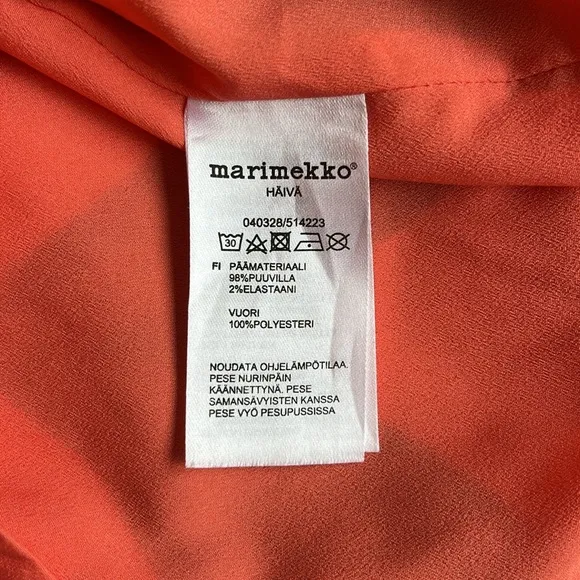 marimekko®
HÄIVÄ
040328/514223
30
FI PÄÄMATERIAALI
98%PUUVILLA
2%ELASTAANI
VUORI
100%POLYESTERI
NOUDATA OHJELÄMPÖTILAA.
PESE NURINPÄIN
KÄÄNNETTYNÄ. PESE
SAMANSÄVYISTEN KANSSA
PESE VYÖ PESUPUSSISSA